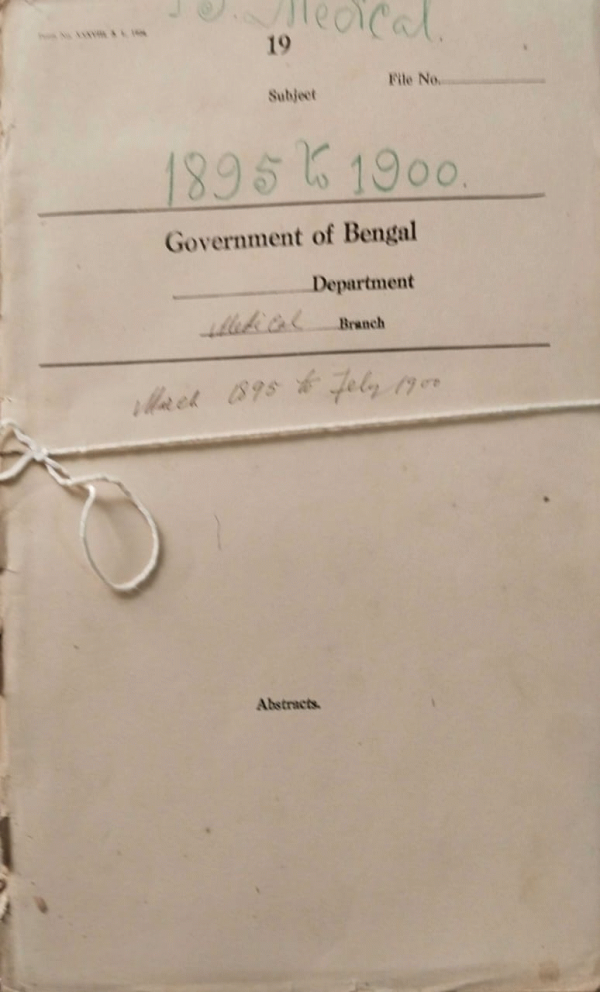 Medical.
19
File No.
Subject
1895 to 1900.
Government of Bengal
Department
Medical Branch
March 1895 to July 1900
Abstracts.